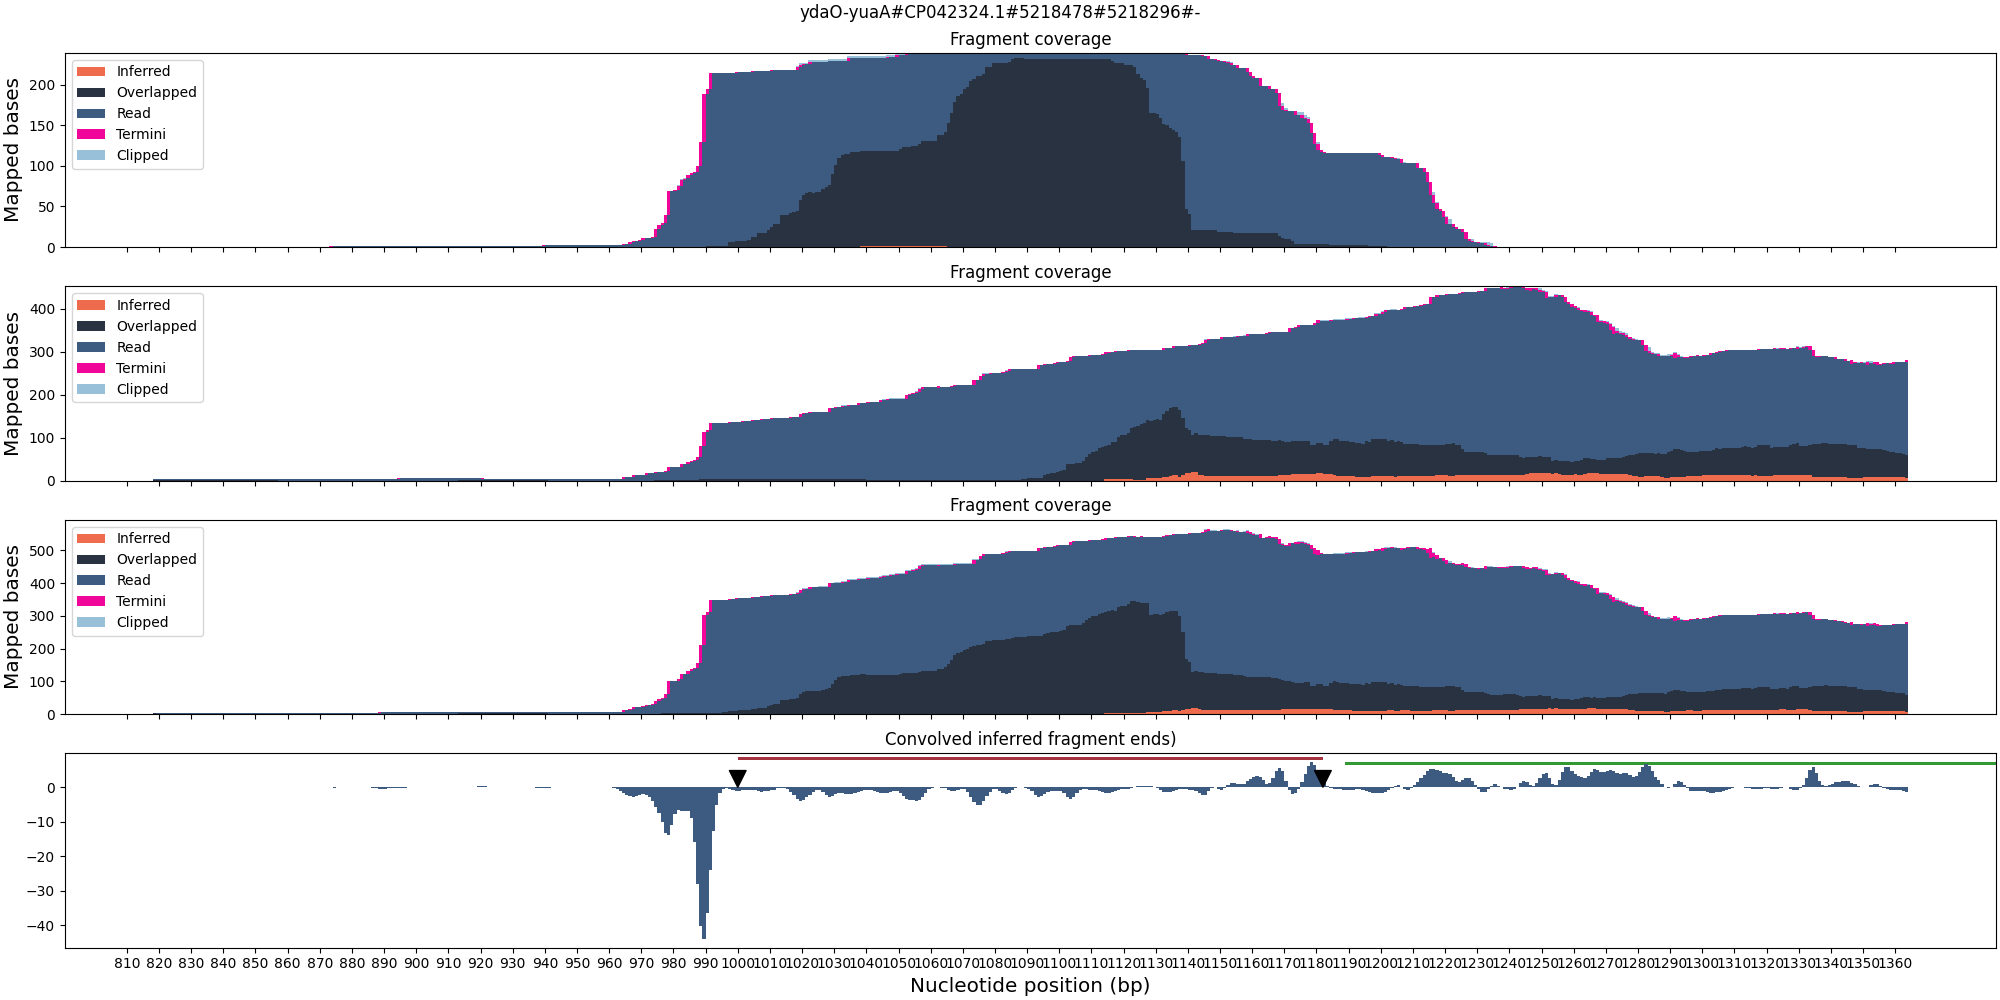 ydaO-yuaA#CP042324.1#5218478#5218296#-
Fragment coverage
Mapped bases
200
150
100
50
0
Inferred
Overlapped
Read
Termini
Clipped
Fragment coverage
Mapped bases
400
300
200
100
0
Inferred
Overlapped
Read
Termini
Clipped
Fragment coverage
Mapped bases
500
400
300
200
100
0
Inferred
Overlapped
Read
Termini
Clipped
Convolved inferred fragment ends)
0
−10
−20
−30
−40
810 820 830 840 850 860 870 880 890 900 910 920 930 940 950 960 970 980 990 1000 1010 1020 1030 1040 1050 1060 1070 1080 1090 1100 1110 1120 1130 1140 1150 1160 1170 1180 1190 1200 1210 1220 1230 1240 1250 1260 1270 1280 1290 1300 1310 1320 1330 1340 1350 1360
Nucleotide position (bp)